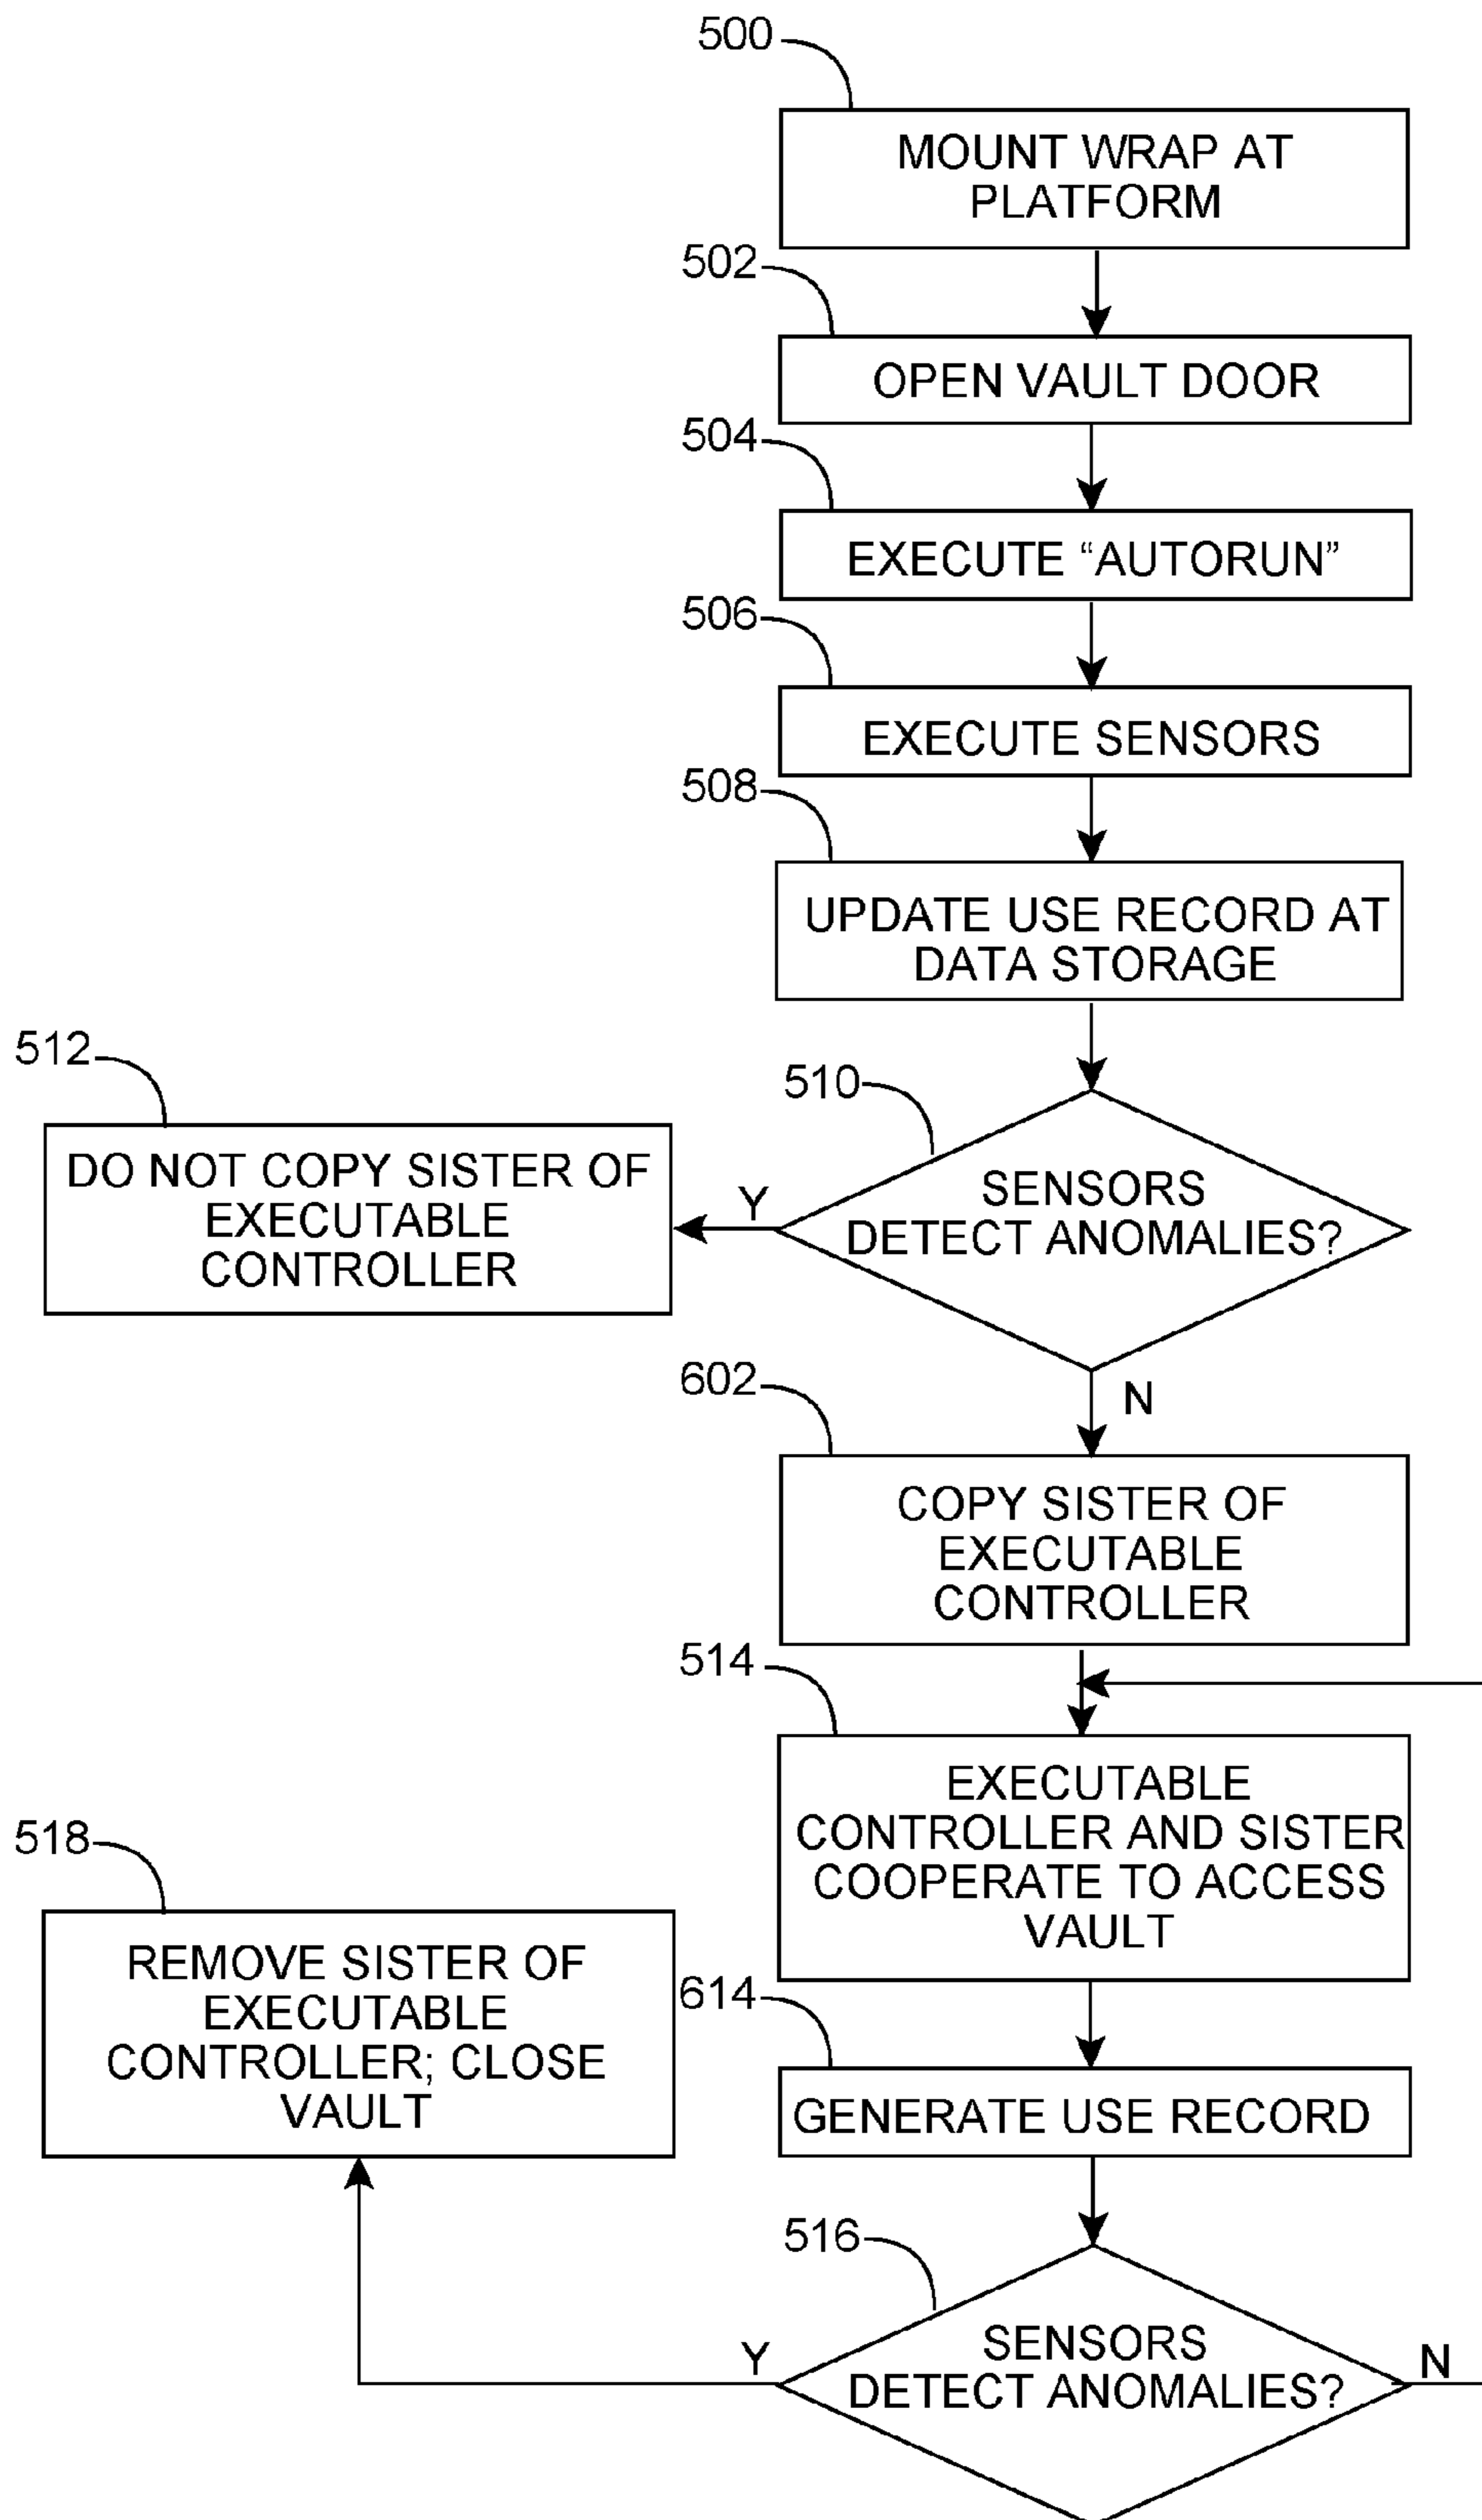 500
MOUNT WRAP AT
PLATFORM
502
OPEN VAULT DOOR
504
EXECUTE “AUTORUN”
506
EXECUTE SENSORS
508
UPDATE USE RECORD AT
DATA STORAGE
510
SENSORS
DETECT ANOMALIES?
Y
512
DO NOT COPY SISTER OF
EXECUTABLE
CONTROLLER
N
602
COPY SISTER OF
EXECUTABLE
CONTROLLER
514
EXECUTABLE
CONTROLLER AND SISTER
COOPERATE TO ACCESS
VAULT
614
GENERATE USE RECORD
516
SENSORS
DETECT ANOMALIES?
Y
N
518
REMOVE SISTER OF
EXECUTABLE
CONTROLLER; CLOSE
VAULT